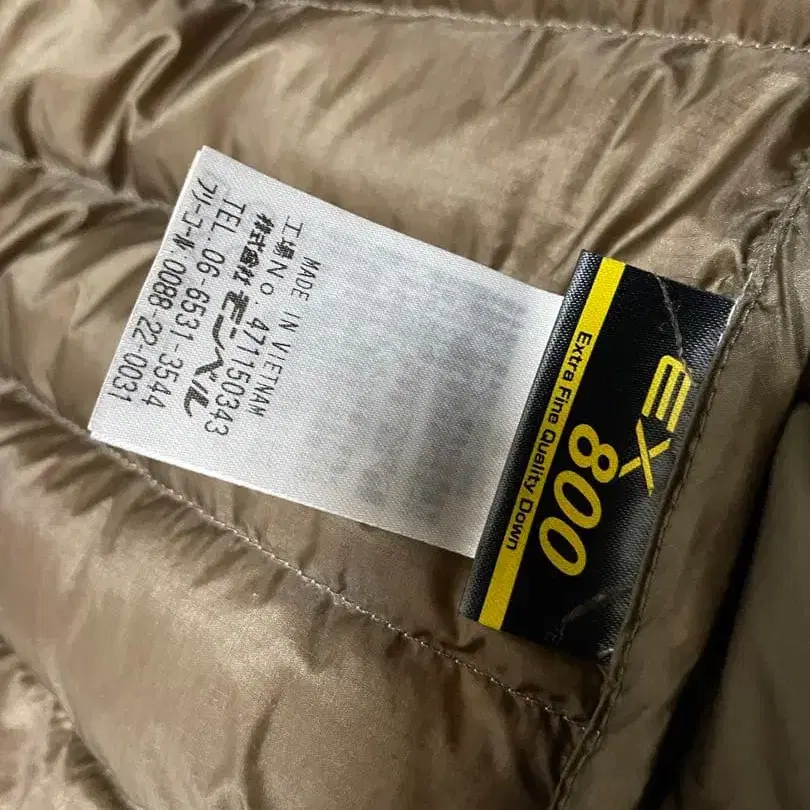 MADE IN VIETNAM
工場No. 47115O343
株式会社モンベル
TEL. 06-6531-3544
フリーコール 0088-22-0031
EX
800
Extra Fine Quality Down